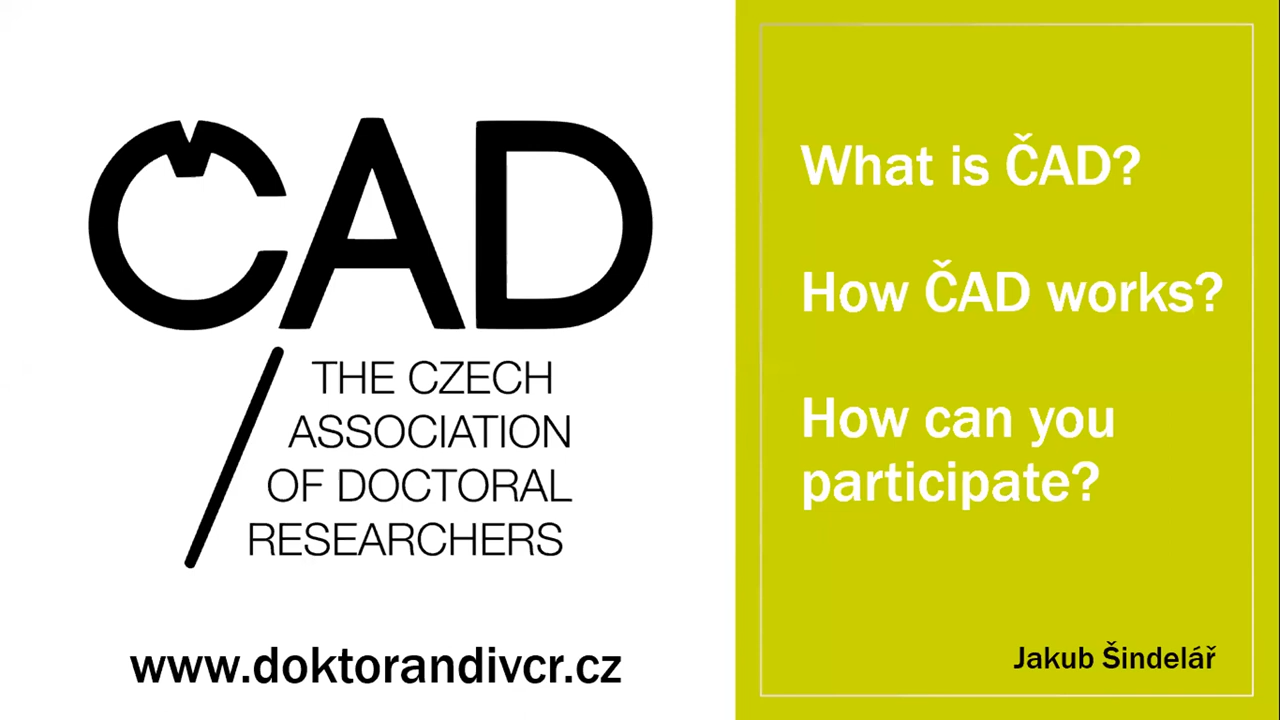 ČAD
THE CZECH
ASSOCIATION
OF DOCTORAL
RESEARCHERS
www.doktorandivcr.cz
What is ČAD?
How ČAD works?
How can you
participate?
Jakub Šindelář